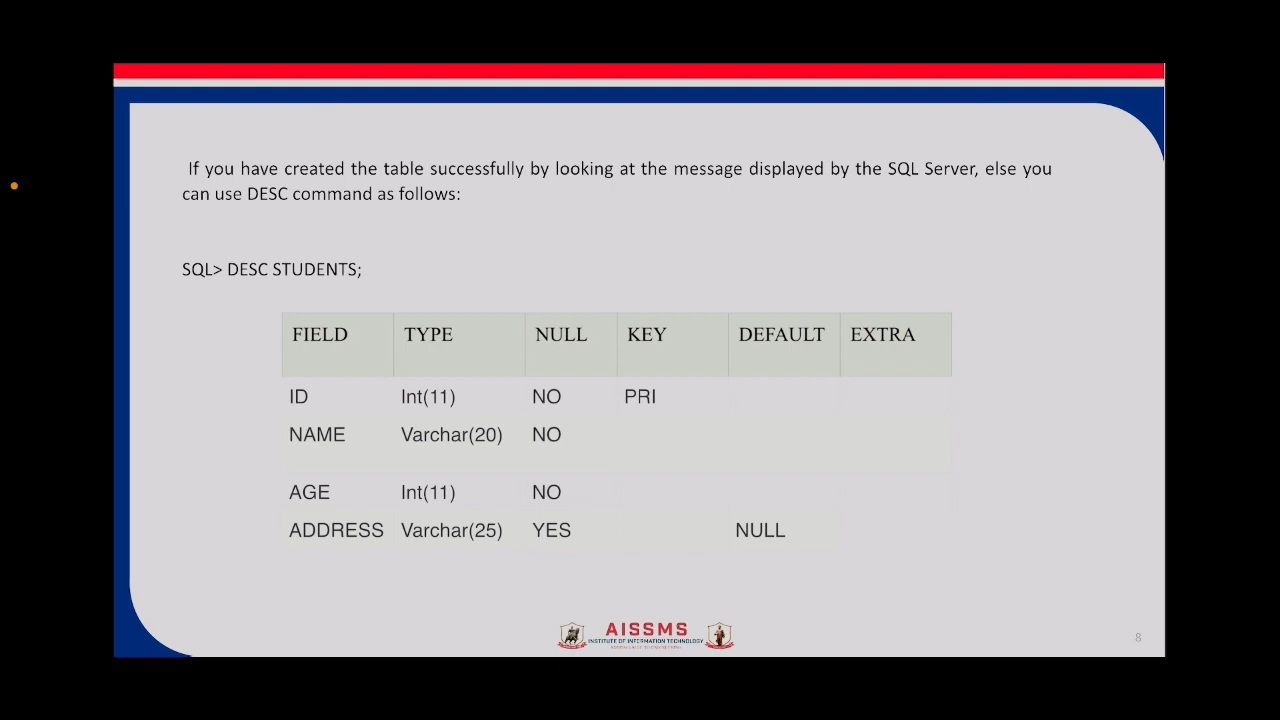 If you have created the table successfully by looking at the message displayed by the SQL Server, else you
can use DESC command as follows:
SQL> DESC STUDENTS;
FIELD TYPE NULL KEY DEFAULT EXTRA
ID Int(11) NO PRI
NAME Varchar(20) NO
AGE Int(11) NO
ADDRESS Varchar(25) YES NULL
AISSMS
INSTITUTE OF INFORMATION TECHNOLOGY
8